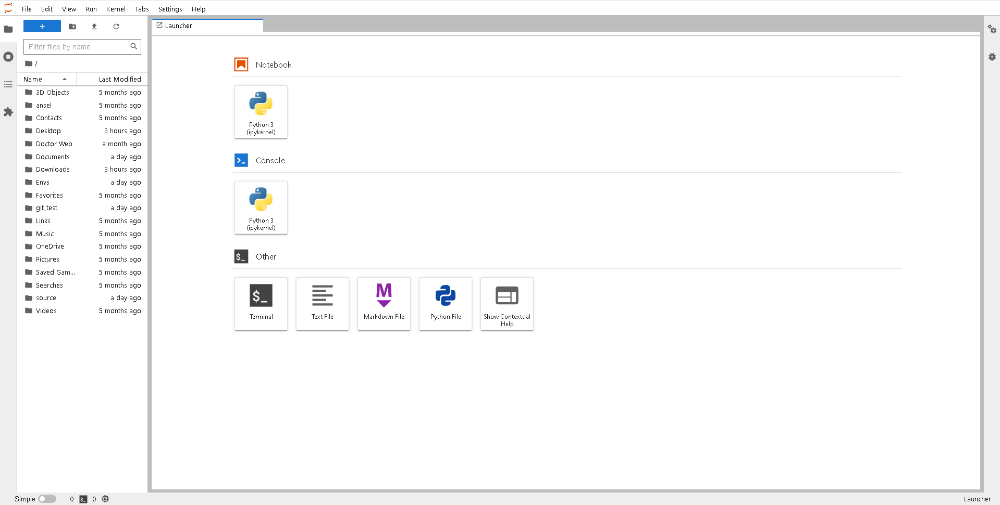 File Edit View Run Kernel Tabs Settings Help
+
Launcher
Filter files by name
/
Name Last Modified
3D Objects 5 months ago
ansel 5 months ago
Contacts 5 months ago
Desktop 3 hours ago
Doctor Web a month ago
Documents a day ago
Downloads 3 hours ago
Envs a day ago
Favorites 5 months ago
git_test a day ago
Links 5 months ago
Music 5 months ago
OneDrive 5 months ago
Pictures 5 months ago
Saved Gam... 5 months ago
Searches 5 months ago
source a day ago
Videos 5 months ago
Notebook
Python 3
(ipykernel)
>_ Console
Python 3
(ipykernel)
$_ Other
$_
Terminal
Text File
M
Markdown File
Python File
Show Contextual
Help
Simple 0 $_ 0 Launcher